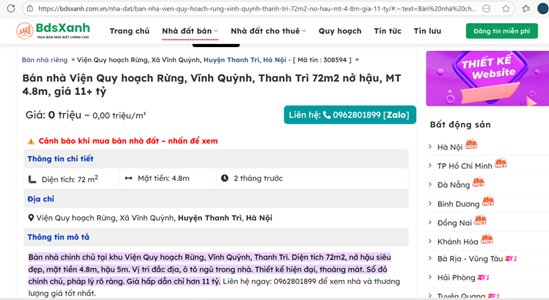 https://bdsxanh.com.vn/nha-dat/ban-nha-vien-quy-hoach-rung-vinh-quynh-thanh-tri-72m2-no-hau-mt-4-8m-gia-11-ty/#:~:text=Bán%20nhà%20ch...
BdsXanh
MUA BÁN NHÀ ĐẤT CHÍNH CHỦ
Trang chủ
Nhà đất bán
Nhà đất cho thuê
Quy hoạch
Tin tức
Tin lưu
Đăng tin miễn phí
Bán nhà riêng » Viện Quy hoạch Rừng, Xã Vĩnh Quỳnh, Huyện Thanh Trì, Hà Nội - [ Mã tin : 308594 ] »
Bán nhà Viện Quy hoạch Rừng, Vĩnh Quỳnh, Thanh Trì 72m2 nở hậu, MT
4.8m, giá 11+ tỷ
Giá: 0 triệu ~ 0,00 triệu/m²
Liên hệ: 0962801899 [Zalo]
Cảnh báo khi mua bán nhà đất – nhấn để xem
Thông tin chi tiết
Diện tích: 72 m²
Mặt tiền: 4.8m
2 tháng trước
Địa chỉ
Viện Quy hoạch Rừng, Xã Vĩnh Quỳnh, Huyện Thanh Trì, Hà Nội
Thông tin mô tả
Bán nhà chính chủ tại khu Viện Quy hoạch Rừng, Vĩnh Quỳnh, Thanh Trì. Diện tích 72m2, nở hậu siêu
đẹp, mặt tiền 4.8m, hậu 5m. Vị trí đắc địa, ô tô ngủ trong nhà. Thiết kế hiện đại, thoáng mát. Sổ đỏ
chính chủ, pháp lý rõ ràng. Giá hấp dẫn chỉ hơn 11 tỷ. Liên hệ ngay: 0962801899 để xem nhà và thương
lượng giá tốt nhất.
THIẾT KẾ
Website
Bất động sản
Hà Nội
TP Hồ Chí Minh
Đà Nẵng
Bình Dương
Đồng Nai
Khánh Hòa
Bà Rịa - Vũng Tàu
Hải Phòng
Tuyên Quang